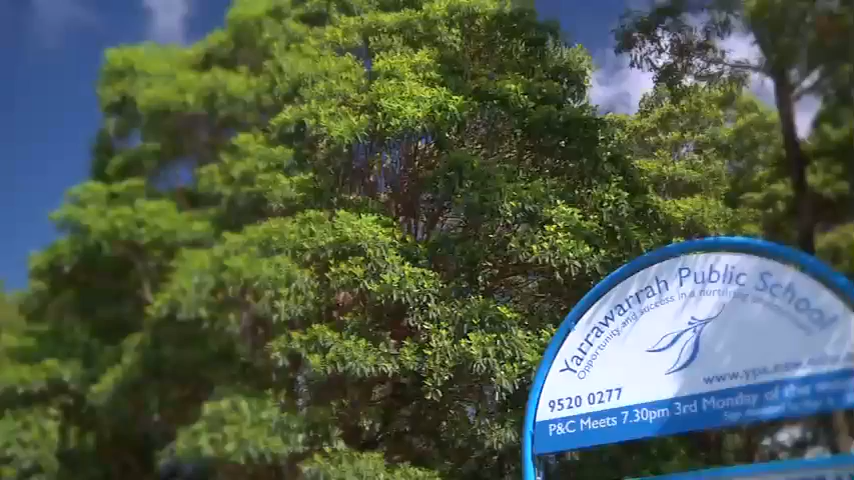 Yarrawarrah Public School
Opportunity and success in a nurturing
9520 0277
www.ypa.
P&C Meets 7.30pm 3rd Monday of the